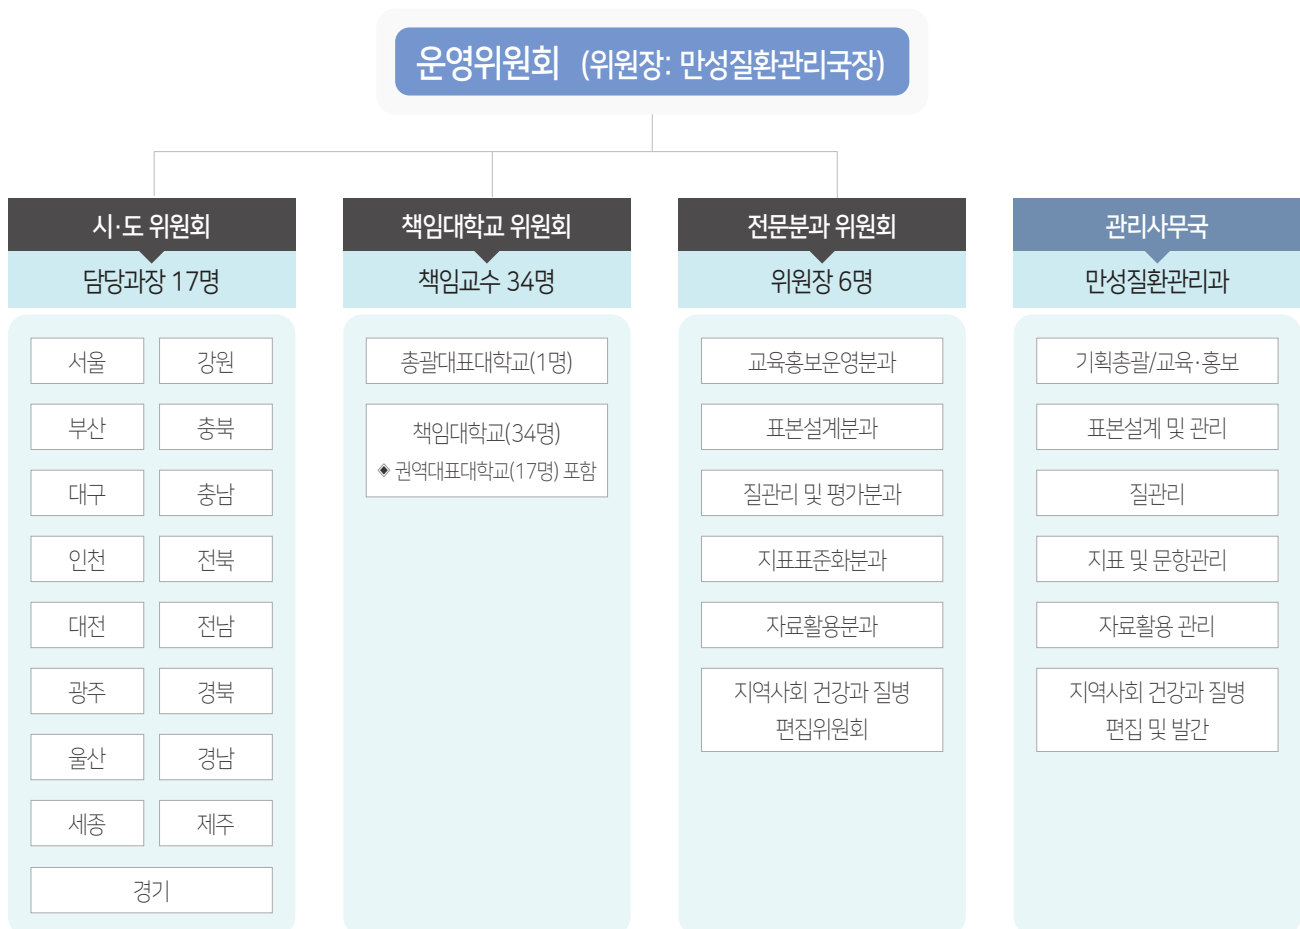 운영위원회 (위원장: 만성질환관리국장)
시·도 위원회
담당과장 17명
서울
강원
부산
충북
대구
충남
인천
전북
대전
전남
광주
경북
울산
경남
세종
제주
경기
책임대학교 위원회
책임교수 34명
총괄대표대학교(1명)
책임대학교(34명)
◈ 권역대표대학교(17명) 포함
전문분과 위원회
위원장 6명
교육홍보운영분과
표본설계분과
질관리 및 평가분과
지표표준화분과
자료활용분과
지역사회 건강과 질병
편집위원회
관리사무국
만성질환관리과
기획총괄/교육·홍보
표본설계 및 관리
질관리
지표 및 문항관리
자료활용 관리
지역사회 건강과 질병
편집 및 발간